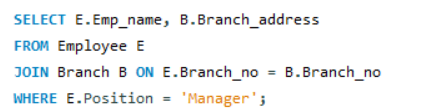 SELECT E.Emp_name, B.Branch_address
FROM Employee E
JOIN Branch B ON E.Branch_no = B.Branch_no
WHERE E.Position = 'Manager';